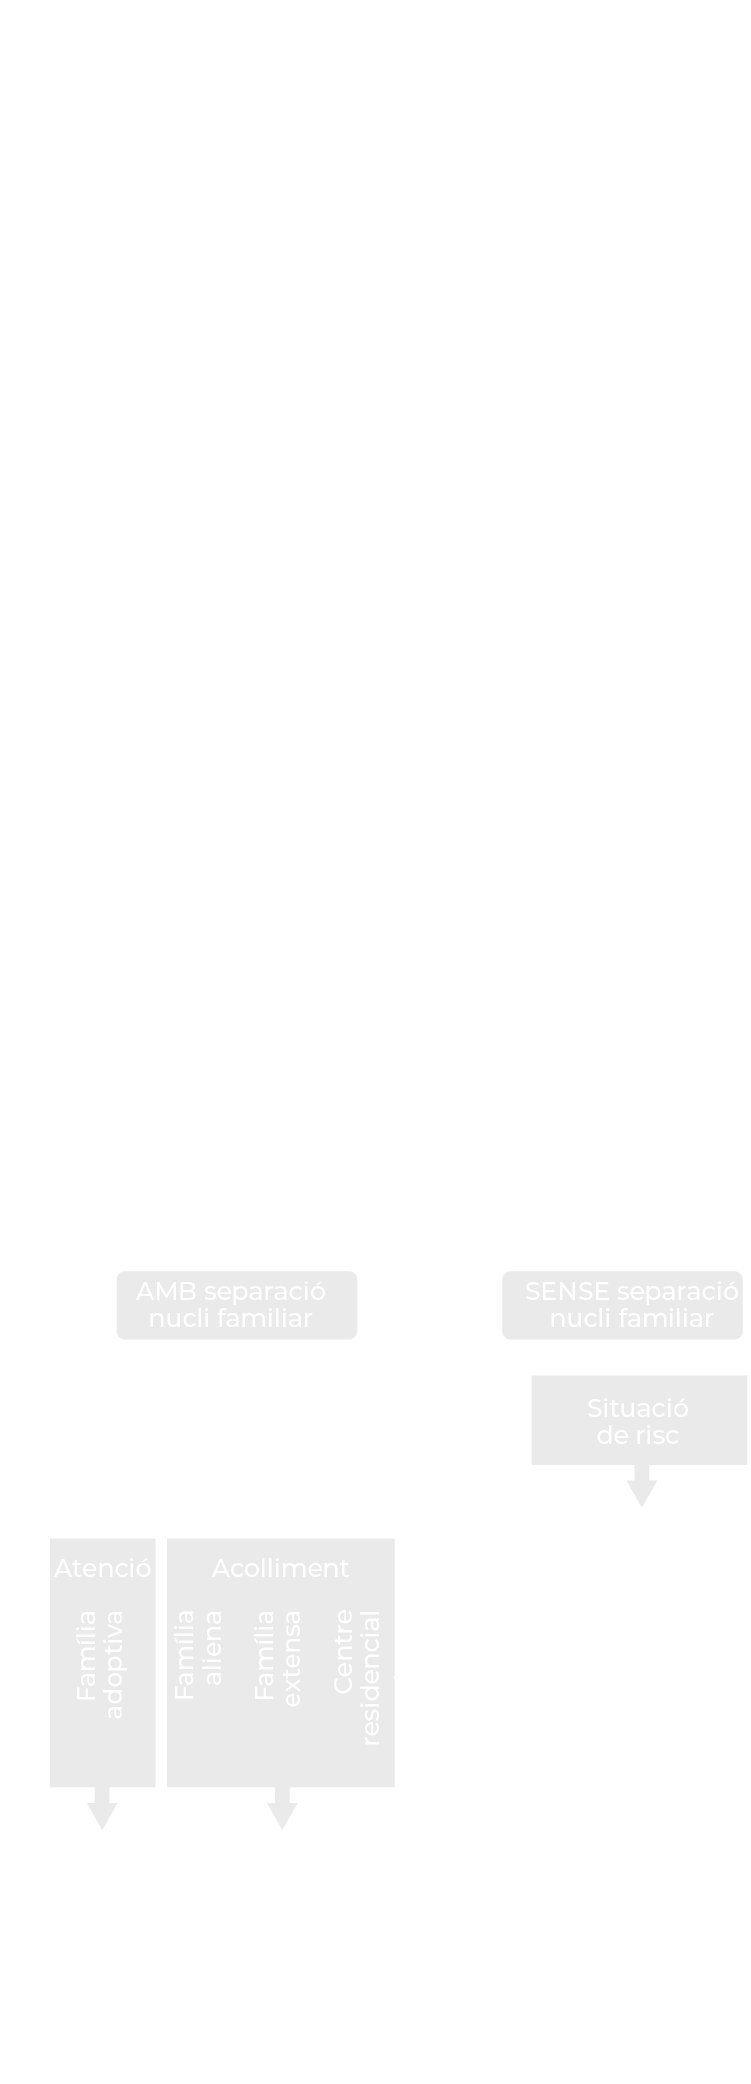 AMB separació
nucli familiar
SENSE separació
nucli familiar
Situació
de risc
Atenció
Família
adoptiva
Acolliment
Família
aliena
Família
extensa
Centre
residencial